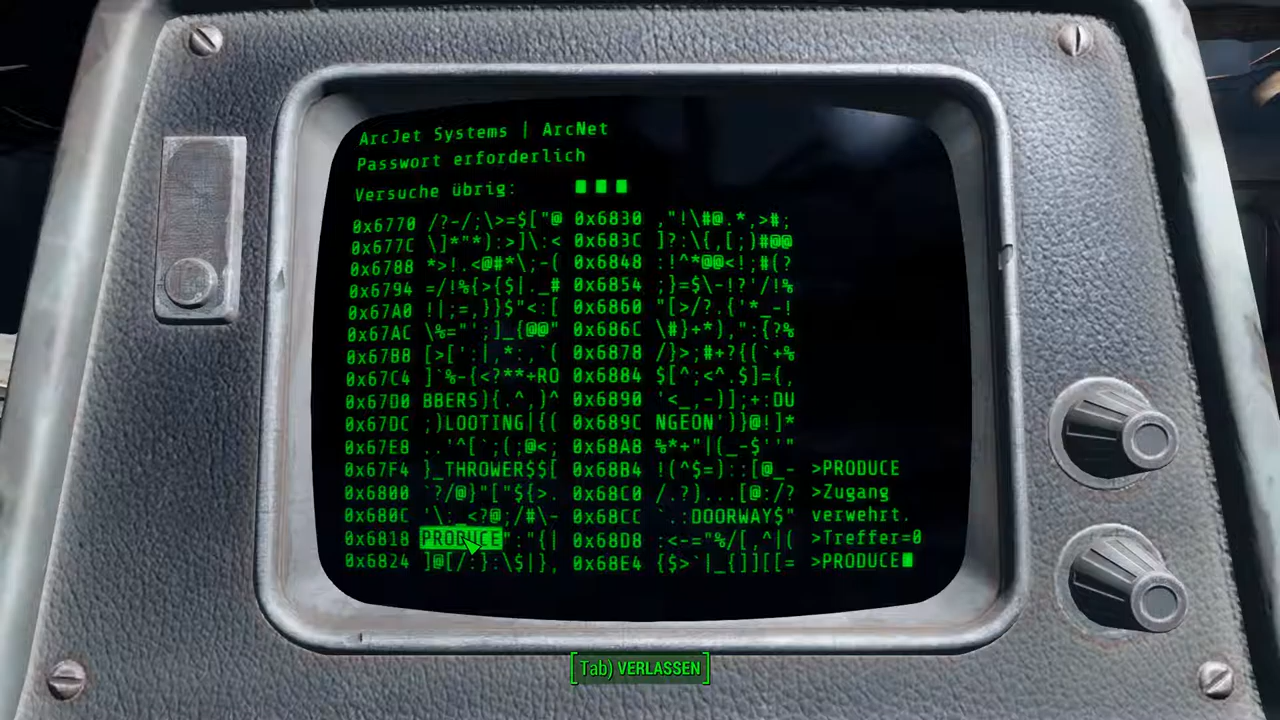 ArcJet Systems | ArcNet
Passwort erforderlich
Versuche übrig: ■ ■ ■
0x6770 /?-/;\>=$["@ 0x6830 ,"!\#@.*,>#;
0x677C \]*"*):>]\:< 0x683C ]?:\{,[;)#@@
0x6788 *>!.<@#*\;-( 0x6848 :!^*@@<!;#(?
0x6794 =/!%{>{$|._# 0x6854 ;}=$\-!?'/!%
0x67A0 !|;=,}}$"<:[ 0x6860 "[>/?.{'*_-!
0x67AC \%="';]_{@@" 0x686C \#}+*),":{?%
0x67B8 [>[':|,*:,`( 0x6878 /}>;#+?{(`+%
0x67C4 ]`%-{<?**+RO 0x6884 $[^;<^.$]={,
0x67D0 BBERS){.^,}^ 0x6890 '<_,-)];+:DU
0x67DC ;)LOOTING|{( 0x689C NGEON')}@!]*
0x67E8 ..'^[`;(;@<; 0x68A8 %*+"|(_-$''"
0x67F4 }_THROWER$$[ 0x68B4 !(^$=)::[@_- >PRODUCE
0x6800 `?/@}"["${>. 0x68C0 /.?)...[@:/? >Zugang
0x680C '\:_<?@;/#\- 0x68CC `.:DOORWAY$" verwehrt.
0x6818 PRODUCE":"{| 0x68D8 :<-="%/[,^|( >Treffer=0
0x6824 ]@[/:}:\$|}, 0x68E4 {$>`|_{]][[= >PRODUCE■
[Tab) VERLASSEN]